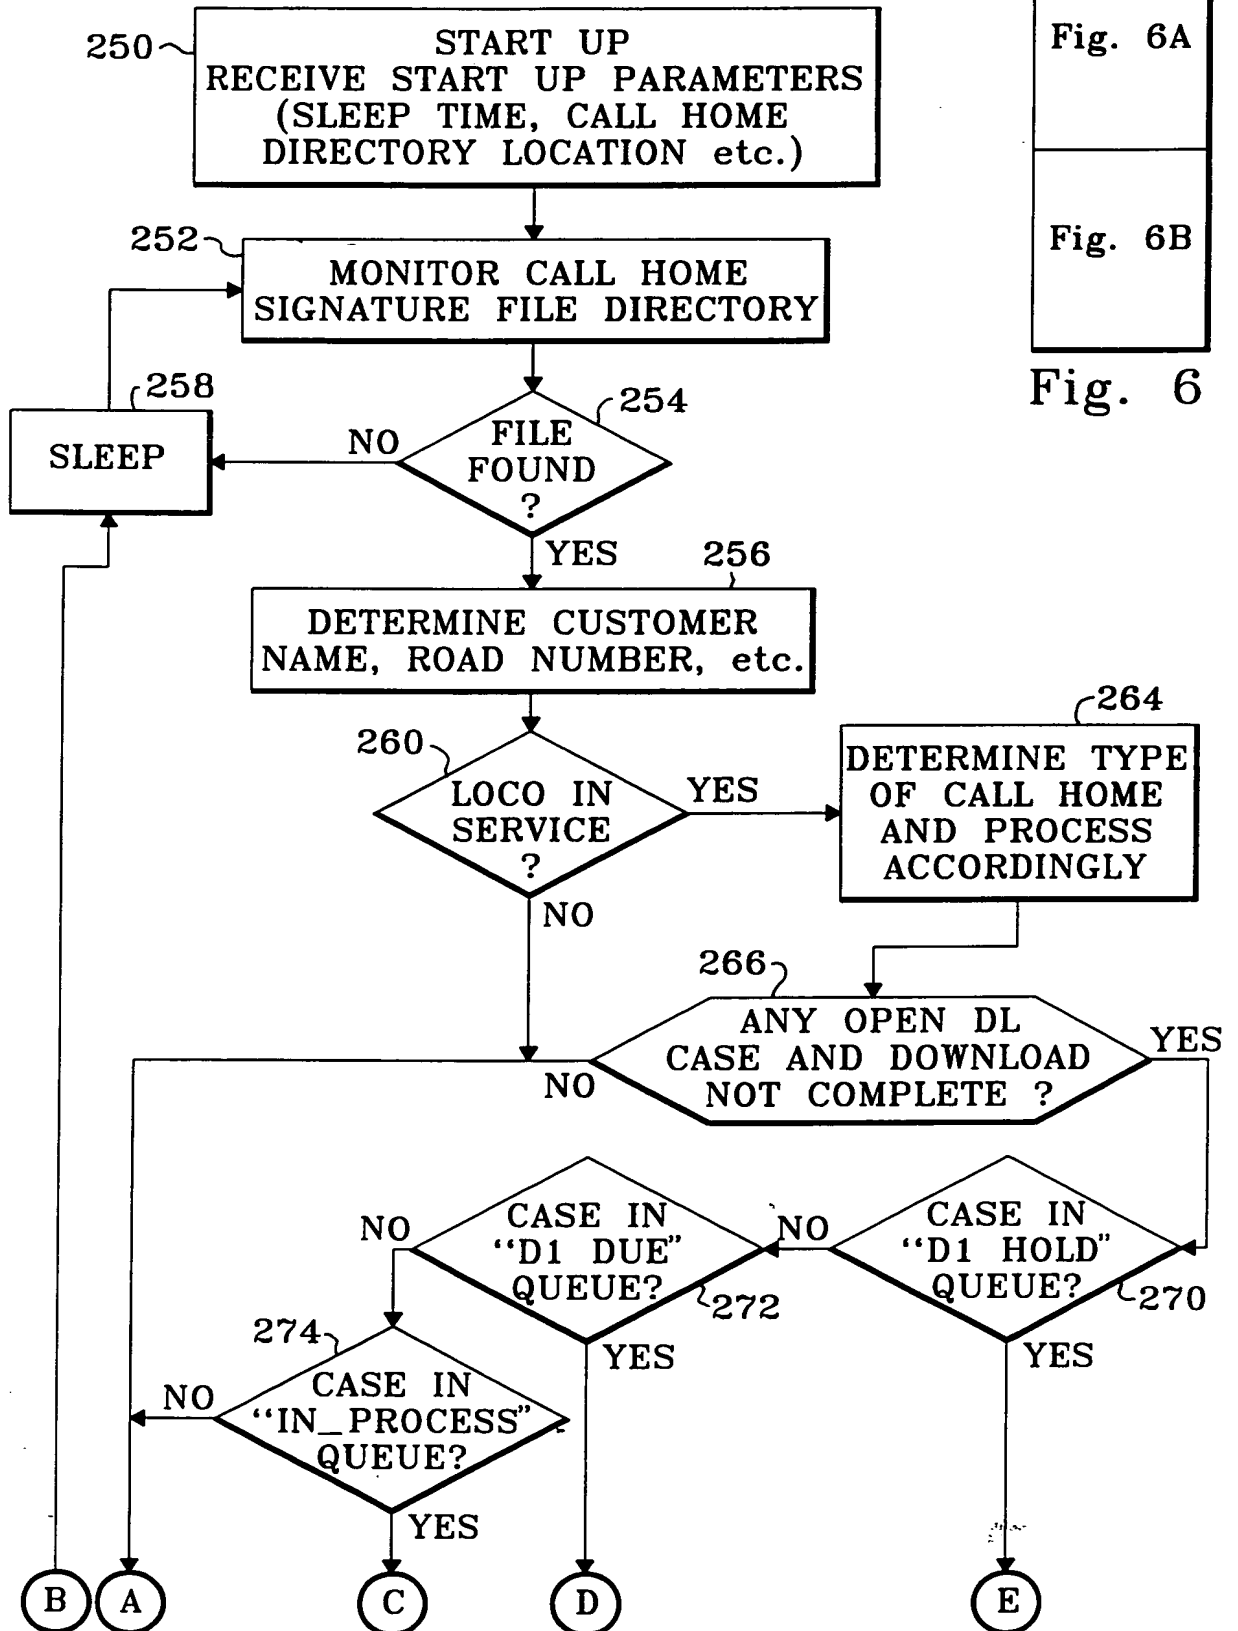 250
START UP
RECEIVE START UP PARAMETERS
(SLEEP TIME, CALL HOME
DIRECTORY LOCATION etc.)
Fig. 6A
Fig. 6B
Fig. 6
252
MONITOR CALL HOME
SIGNATURE FILE DIRECTORY
258
SLEEP
254
NO
FILE
FOUND
?
YES
256
DETERMINE CUSTOMER
NAME, ROAD NUMBER, etc.
260
LOCO IN
SERVICE
?
YES
NO
264
DETERMINE TYPE
OF CALL HOME
AND PROCESS
ACCORDINGLY
266
ANY OPEN DL
CASE AND DOWNLOAD
NOT COMPLETE ?
YES
NO
CASE IN
"D1 HOLD"
QUEUE?
270
NO
YES
CASE IN
"D1 DUE"
QUEUE?
272
NO
YES
274
CASE IN
"IN_PROCESS"
QUEUE?
NO
YES
B
A
C
D
E